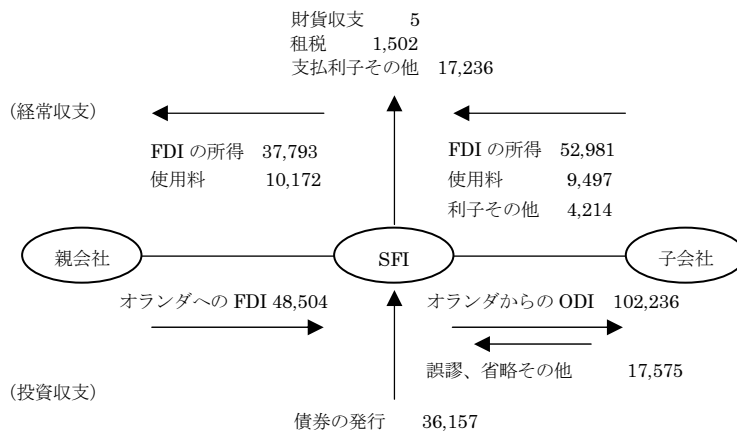 財貨収支 5
租税 1,502
支払利子その他 17,236
(経常収支)
FDI の所得 37,793
使用料 10,172
FDI の所得 52,981
使用料 9,497
利子その他 4,214
親会社
SFI
子会社
オランダへの FDI 48,504
オランダからの ODI 102,236
誤謬、省略その他 17,575
(投資収支)
債券の発行 36,157